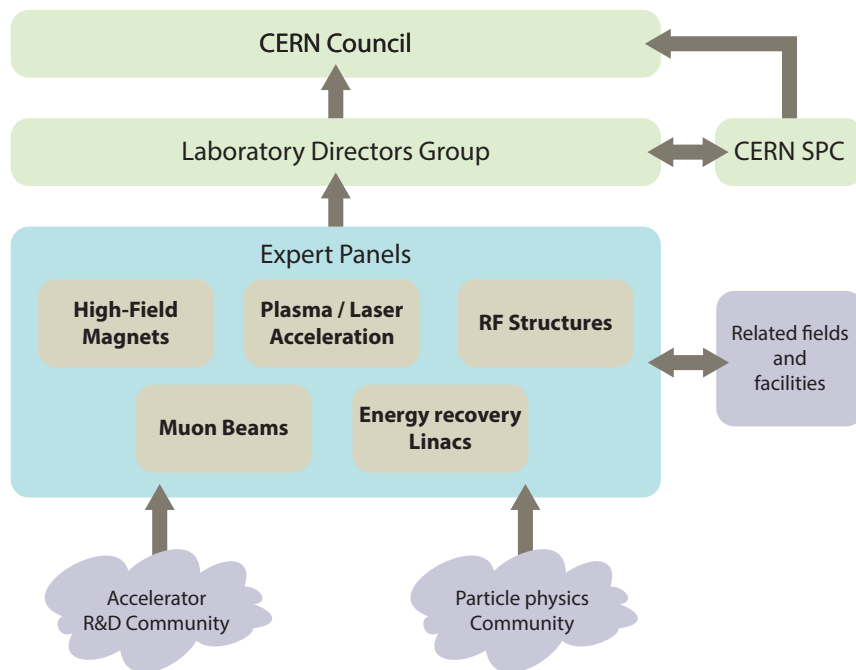 CERN Council
Laboratory Directors Group
CERN SPC
Expert Panels
High-Field
Magnets
Plasma / Laser
Acceleration
RF Structures
Muon Beams
Energy recovery
Linacs
Related fields
and
facilities
Accelerator
R&D Community
Particle physics
Community